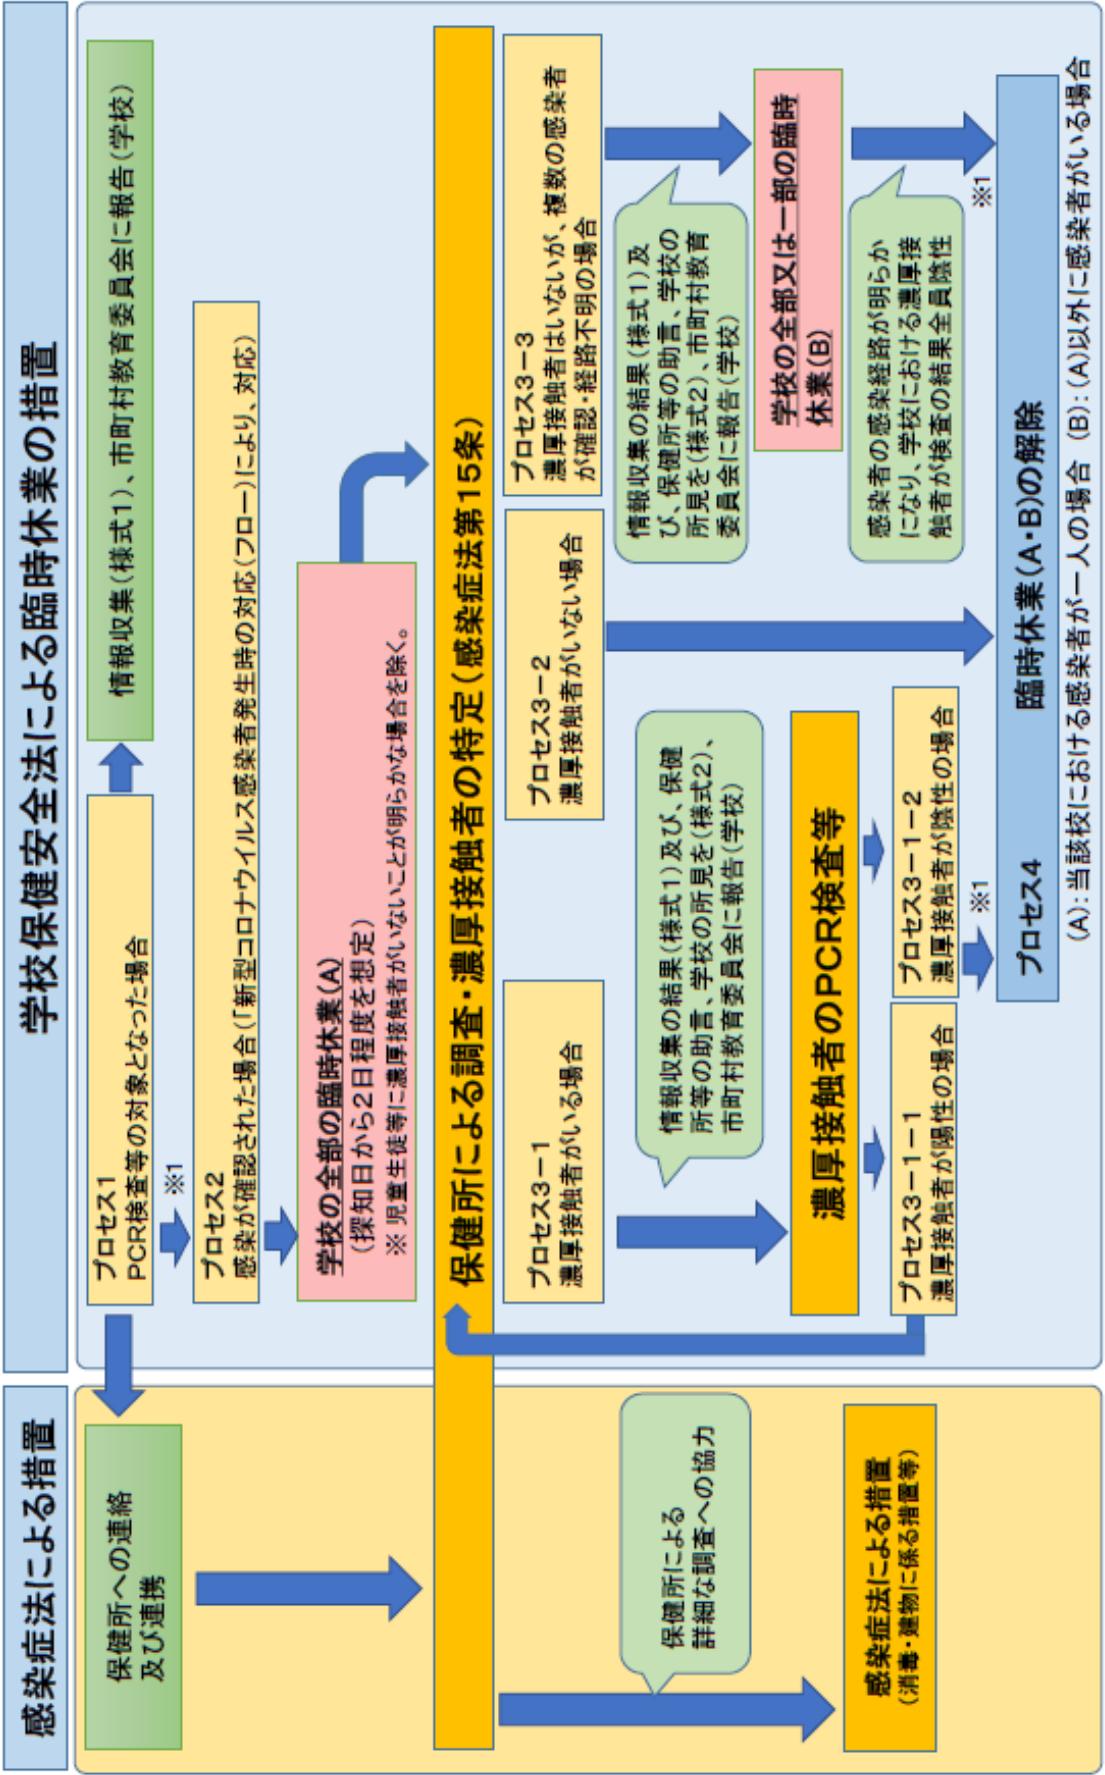 感染症法による措置
学校保健安全法による臨時休業の措置
保健所への連絡
及び連携
プロセス1
PCR検査等の対象となった場合
情報収集(様式1)、市町村教育委員会に報告(学校)
※1
プロセス2
感染が確認された場合(「新型コロナウイルス感染者発生時の対応(フロー)により、対応)
学校の全部の臨時休業(A)
(探知日から2日程度を想定)
※児童生徒等に濃厚接触者がいないことが明らかな場合を除く。
保健所による調査・濃厚接触者の特定(感染症法第15条)
プロセス3-1
濃厚接触者がいる場合
プロセス3-2
濃厚接触者がいない場合
プロセス3-3
濃厚接触者はいないが、複数の感染者
が確認・経路不明の場合
保健所による
詳細な調査への協力
情報収集の結果(様式1)及び、保健
所等の助言、学校の所見を(様式2)、
市町村教育委員会に報告(学校)
情報収集の結果(様式1)及
び、保健所等の助言、学校の
所見を(様式2)、市町村教育
委員会に報告(学校)
学校の全部又は一部の臨時
休業(B)
濃厚接触者のPCR検査等
感染症法による措置
(消毒・建物に係る措置等)
感染者の感染経路が明らか
になり、学校における濃厚接
触者が検査の結果全員陰性
プロセス3-1-1
濃厚接触者が陽性の場合
プロセス3-1-2
濃厚接触者が陰性の場合
※1
※1
プロセス4
臨時休業(A・B)の解除
(A):当該校における感染者が一人の場合 (B):(A)以外に感染者がいる場合